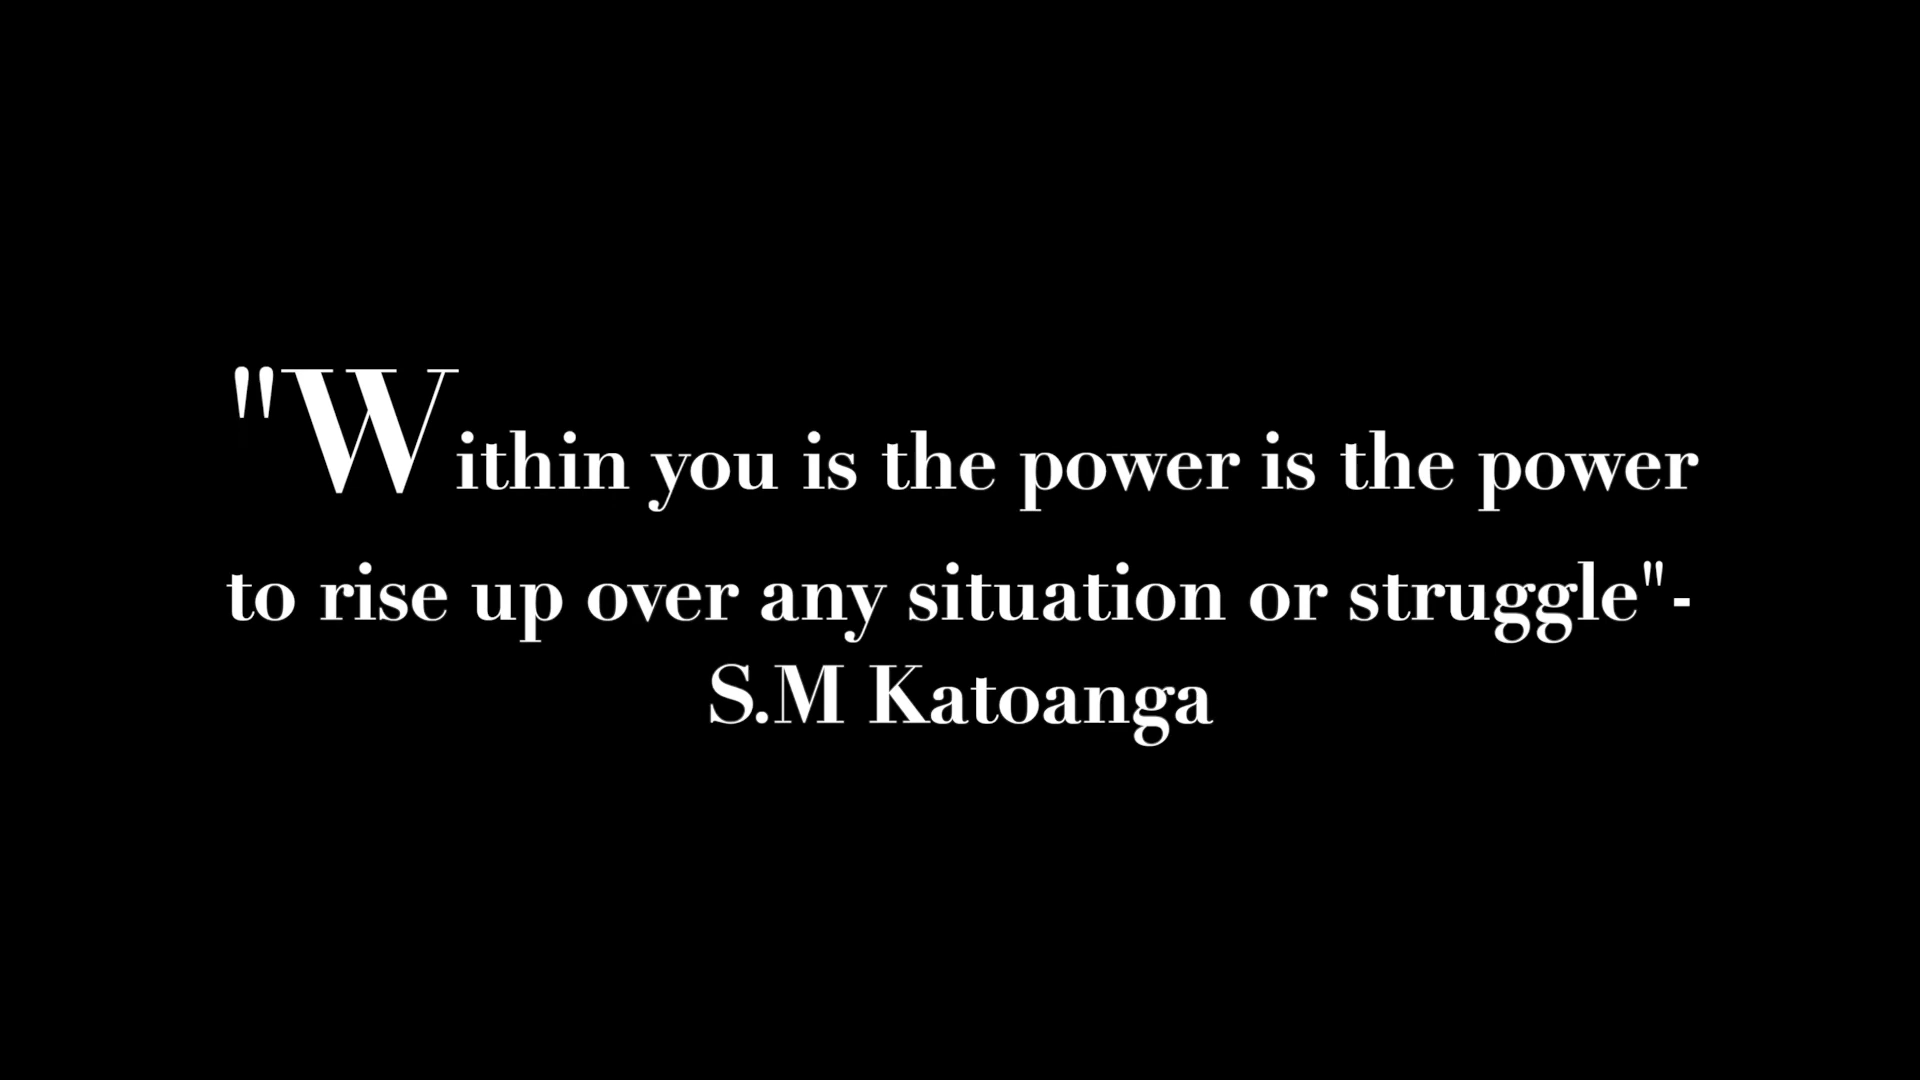 "Within you is the power is the power
to rise up over any situation or struggle"-
S.M Katoanga